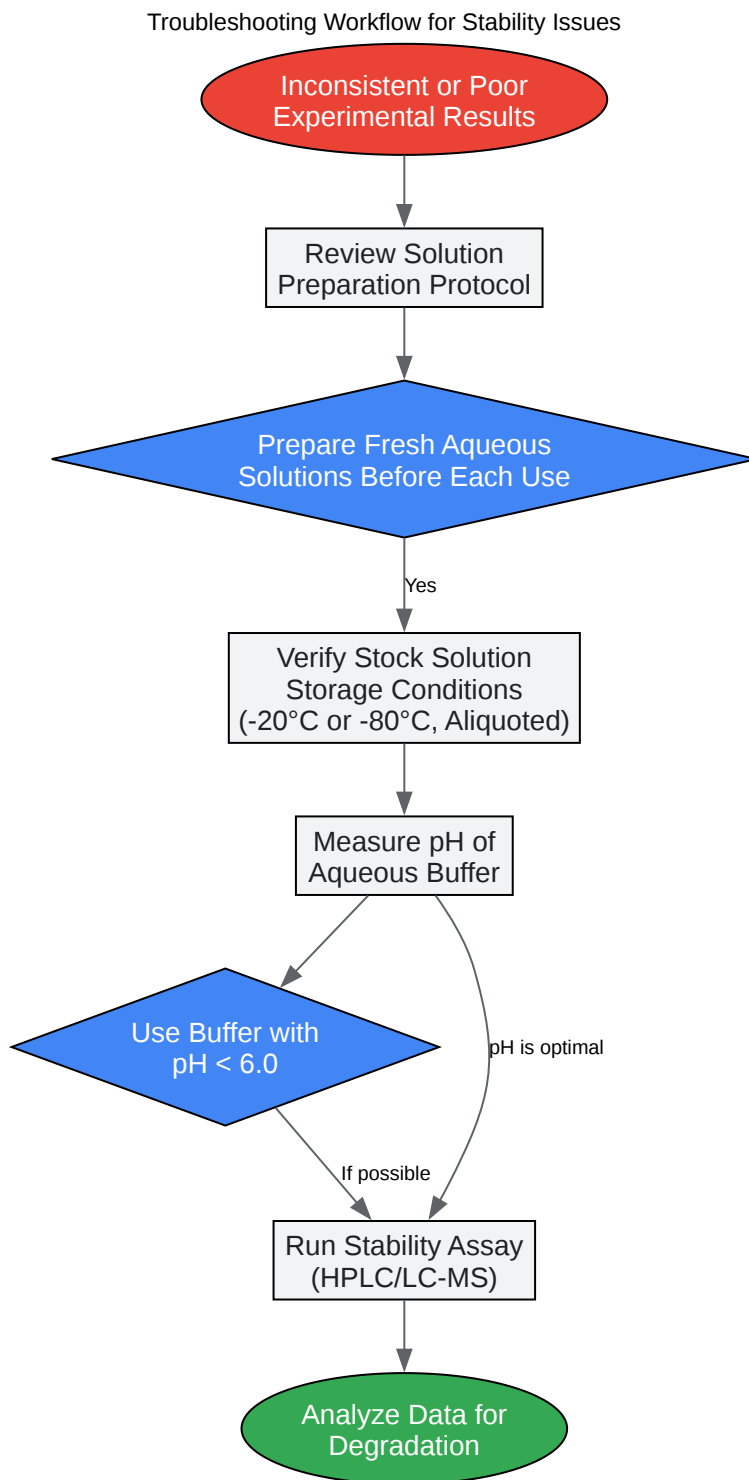 Troubleshooting Workflow for Stability Issues
Inconsistent or Poor
Experimental Results
Review Solution
Preparation Protocol
Prepare Fresh Aqueous
Solutions Before Each Use
Yes
Verify Stock Solution
Storage Conditions
(-20°C or -80°C, Aliquoted)
Measure pH of
Aqueous Buffer
Use Buffer with
pH < 6.0
pH is optimal
If possible
Run Stability Assay
(HPLC/LC-MS)
Analyze Data for
Degradation